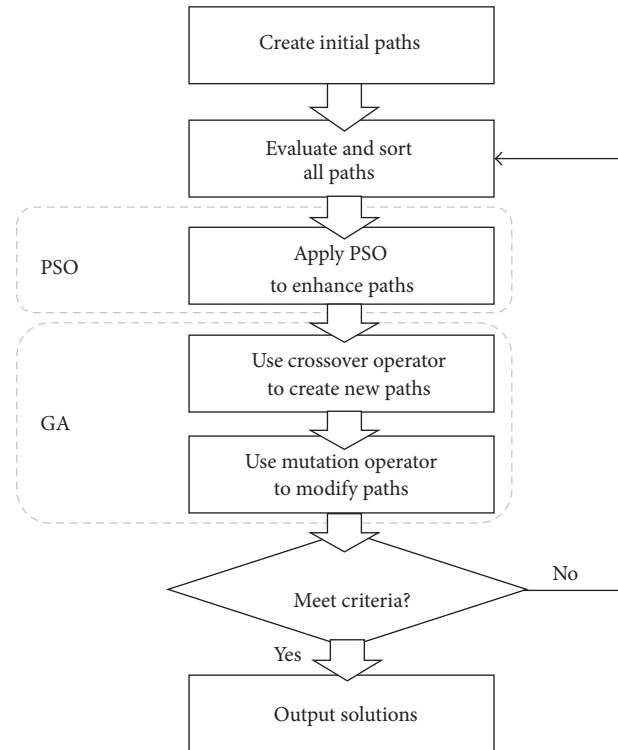 Create initial paths
Evaluate and sort
all paths
PSO
Apply PSO
to enhance paths
GA
Use crossover operator
to create new paths
Use mutation operator
to modify paths
Meet criteria?
No
Yes
Output solutions